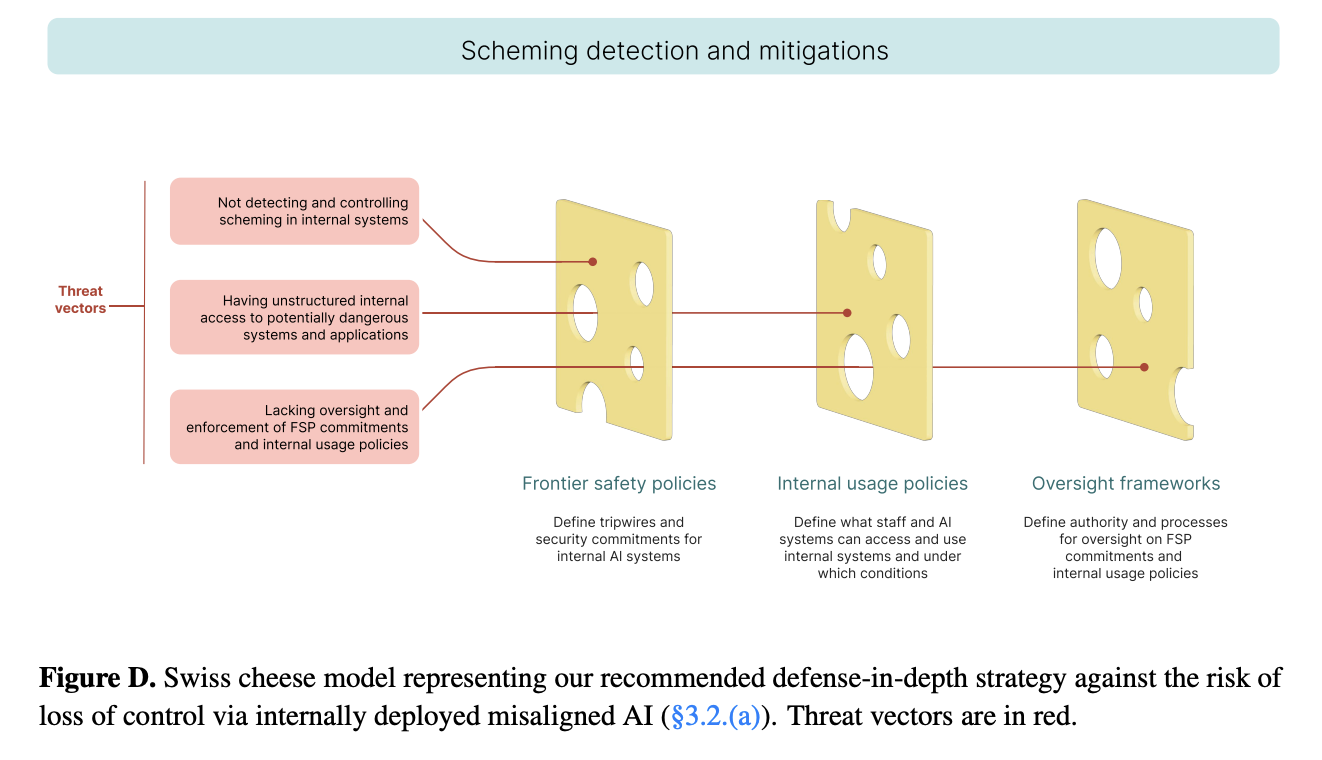 Scheming detection and mitigations
Threat
vectors
Not detecting and controlling
scheming in internal systems
Having unstructured internal
access to potentially dangerous
systems and applications
Lacking oversight and
enforcement of FSP commitments
and internal usage policies
Frontier safety policies
Define tripwires and
security commitments for
internal AI systems
Internal usage policies
Define what staff and AI
systems can access and use
internal systems and under
which conditions
Oversight frameworks
Define authority and processes
for oversight on FSP
commitments and
internal usage policies
Figure D. Swiss cheese model representing our recommended defense-in-depth strategy against the risk of
loss of control via internally deployed misaligned AI (§3.2.(a)). Threat vectors are in red.